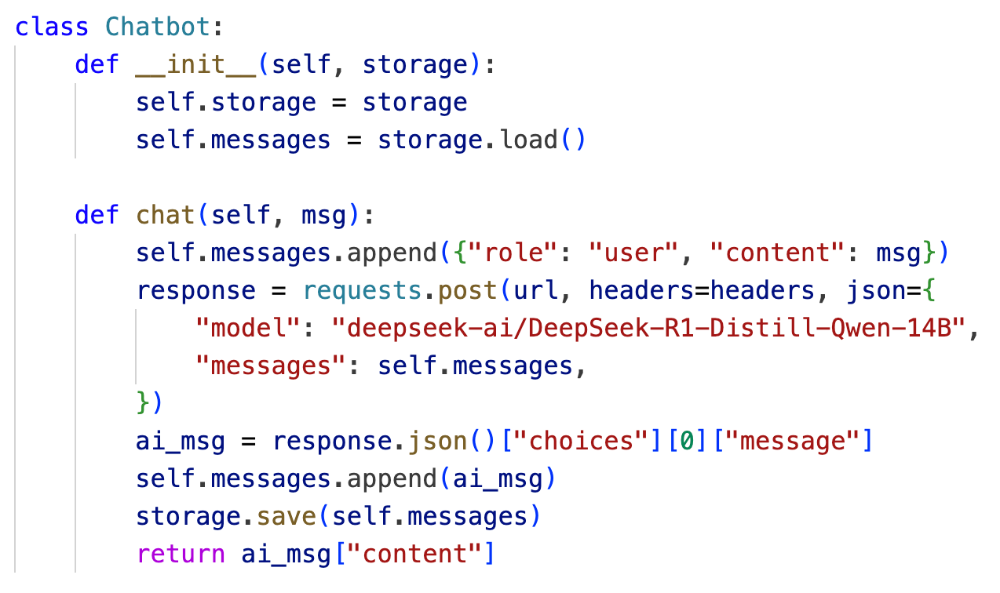 class Chatbot:
    def __init__(self, storage):
        self.storage = storage
        self.messages = storage.load()

    def chat(self, msg):
        self.messages.append({"role": "user", "content": msg})
        response = requests.post(url, headers=headers, json={
            "model": "deepseek-ai/DeepSeek-R1-Distill-Qwen-14B",
            "messages": self.messages,
        })
        ai_msg = response.json()["choices"][0]["message"]
        self.messages.append(ai_msg)
        storage.save(self.messages)
        return ai_msg["content"]